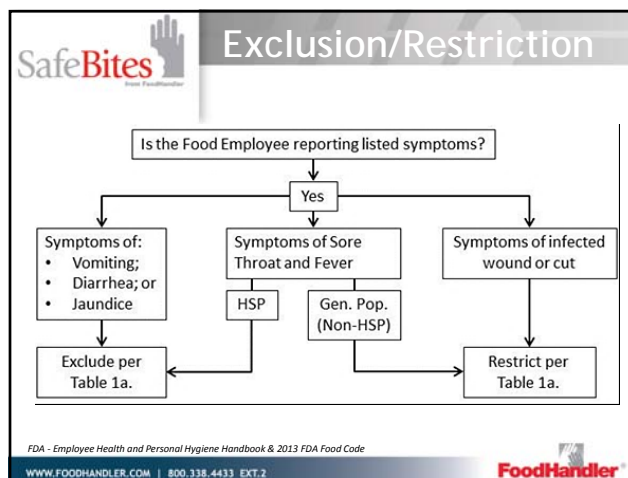 SafeBites
from FoodHandler
Exclusion/Restriction
Is the Food Employee reporting listed symptoms?
Yes
Symptoms of:
• Vomiting;
• Diarrhea; or
• Jaundice
Symptoms of Sore
Throat and Fever
Symptoms of infected
wound or cut
HSP
Gen. Pop.
(Non-HSP)
Exclude per
Table 1a.
Restrict per
Table 1a.
FDA - Employee Health and Personal Hygiene Handbook & 2013 FDA Food Code
WWW.FOODHANDLER.COM | 800.338.4433 EXT.2
FoodHandler®